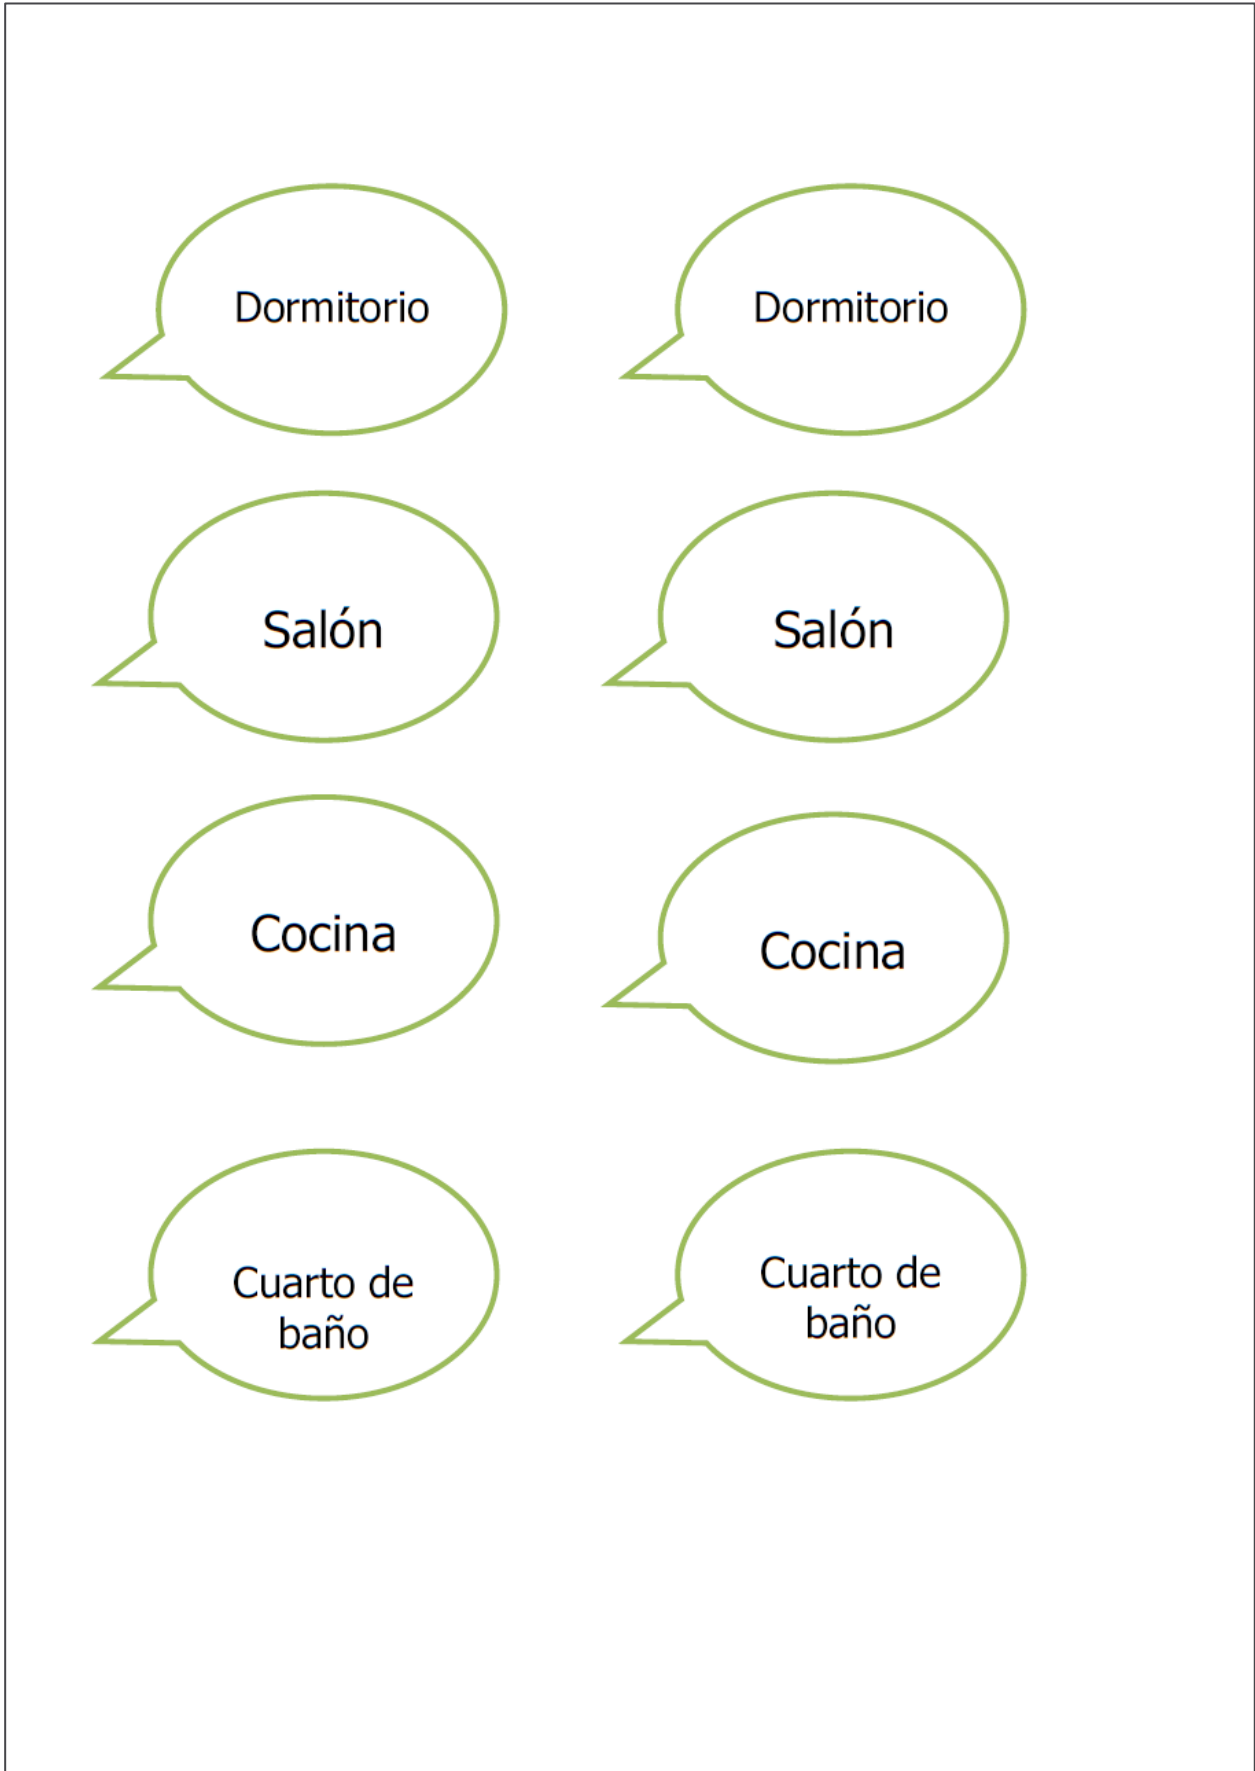 Dormitorio
Dormitorio
Salón
Salón
Cocina
Cocina
Cuarto de
baño
Cuarto de
baño